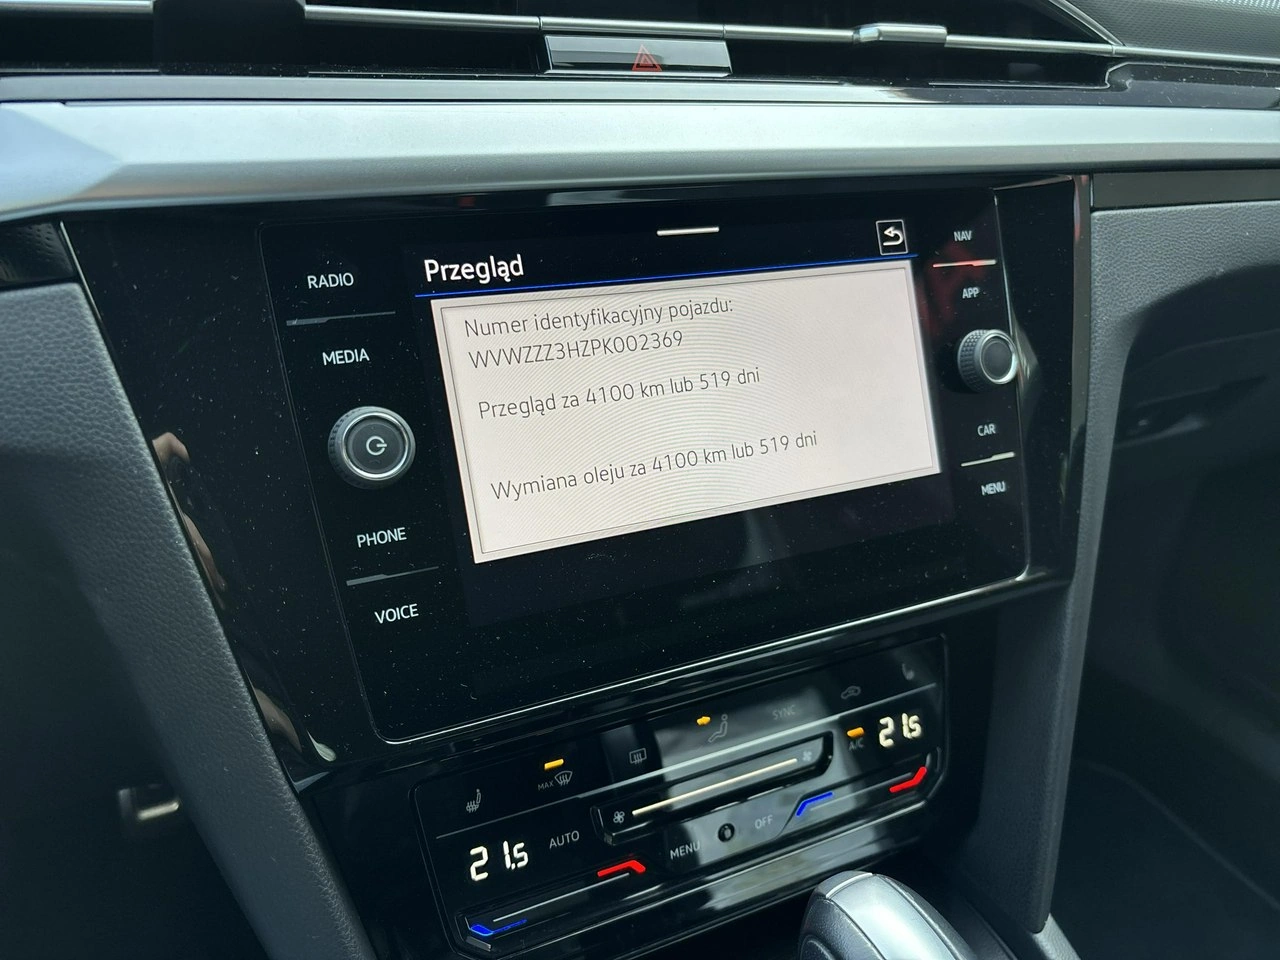 RADIO
MEDIA
PHONE
VOICE
Przegląd
Numer identyfikacyjny pojazdu:
WVWZZZ3HZPK002369
Przegląd za 4100 km lub 519 dni
Wymiana oleju za 4100 km lub 519 dni
NAV
APP
CAR
MENU
SYNC
A/C
21.5
MAX
21.5
AUTO
MENU
OFF